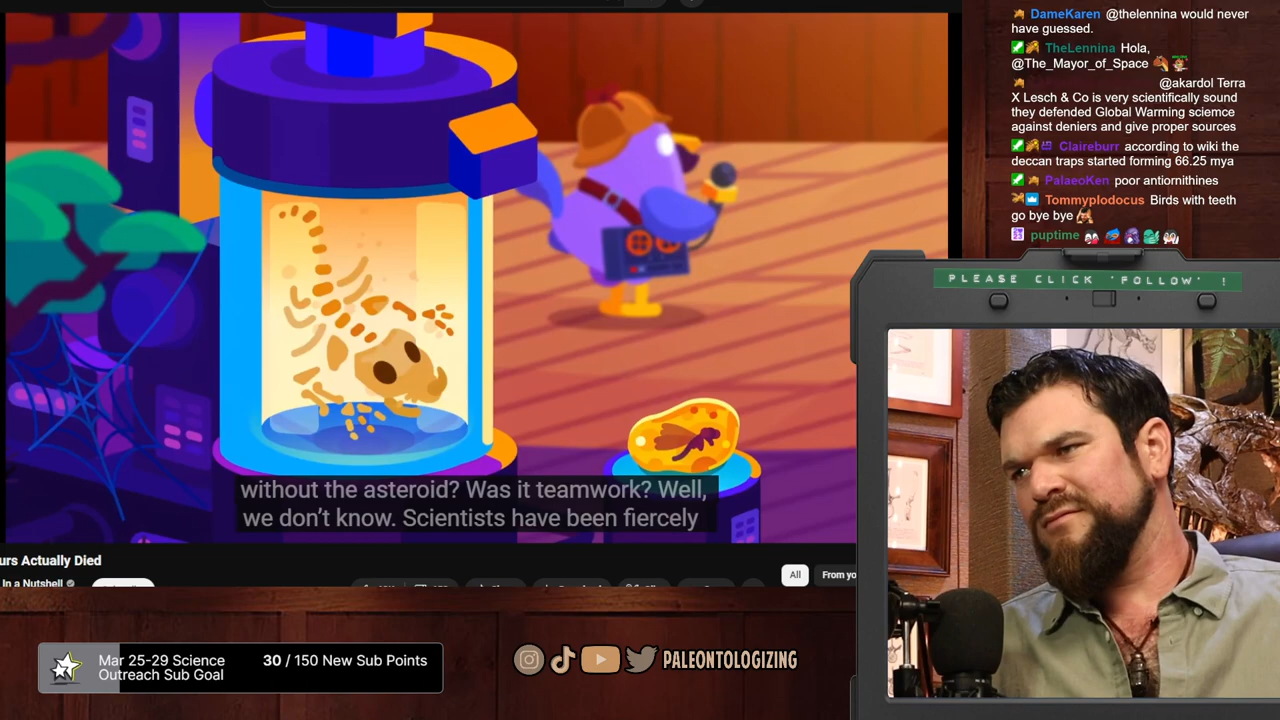 without the asteroid? Was it teamwork? Well,
we don't know. Scientists have been fiercely
urs Actually Died
In a Nutshell
All
From yo
Mar 25-29 Science
Outreach Sub Goal
30 / 150 New Sub Points
PALEONTOLOGIZING
DameKaren @thelennina would never
have guessed.
TheLennina Hola,
@The_Mayor_of_Space
@akardol Terra
X Lesch & Co is very scientifically sound
they defended Global Warming sciemce
against deniers and give proper sources
Claireburr according to wiki the
deccan traps started forming 66.25 mya
PalaeoKen poor antiornithines
Tommyplodocus Birds with teeth
go bye bye
puptime
PLEASE CLICK 'FOLLOW' !